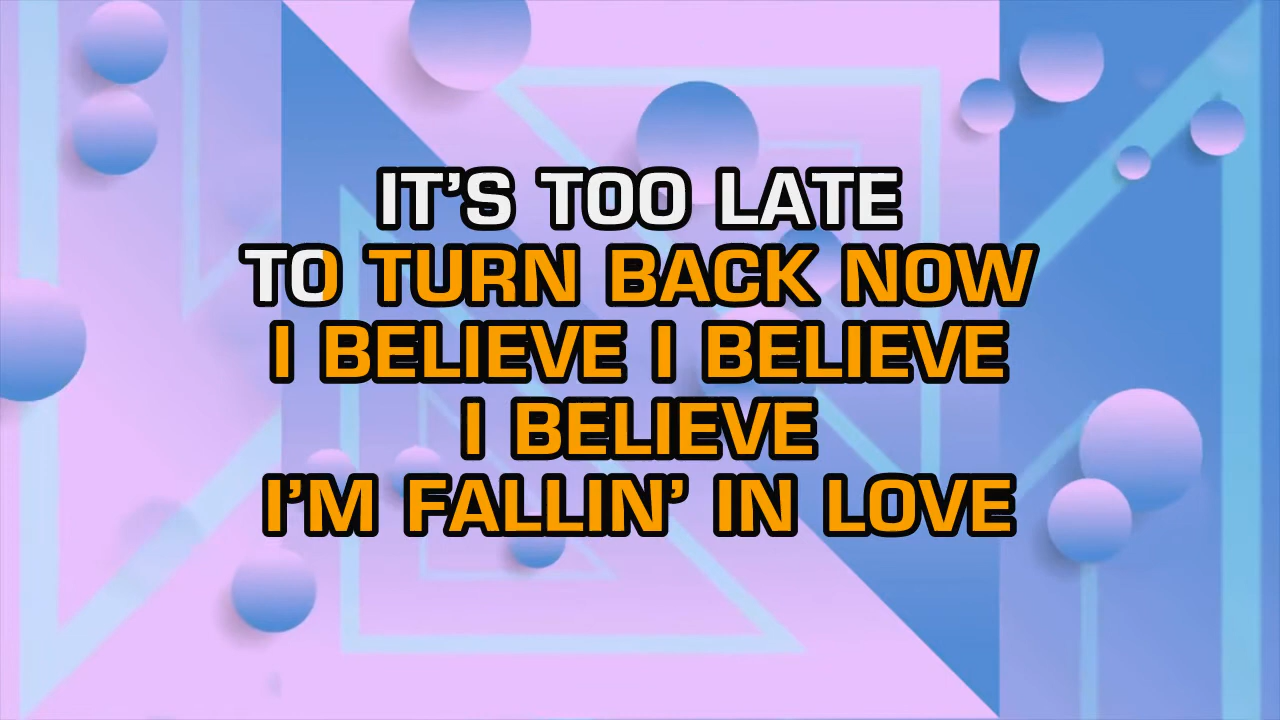 IT’S TOO LATE
TO TURN BACK NOW
I BELIEVE I BELIEVE
I BELIEVE
I’M FALLIN’ IN LOVE